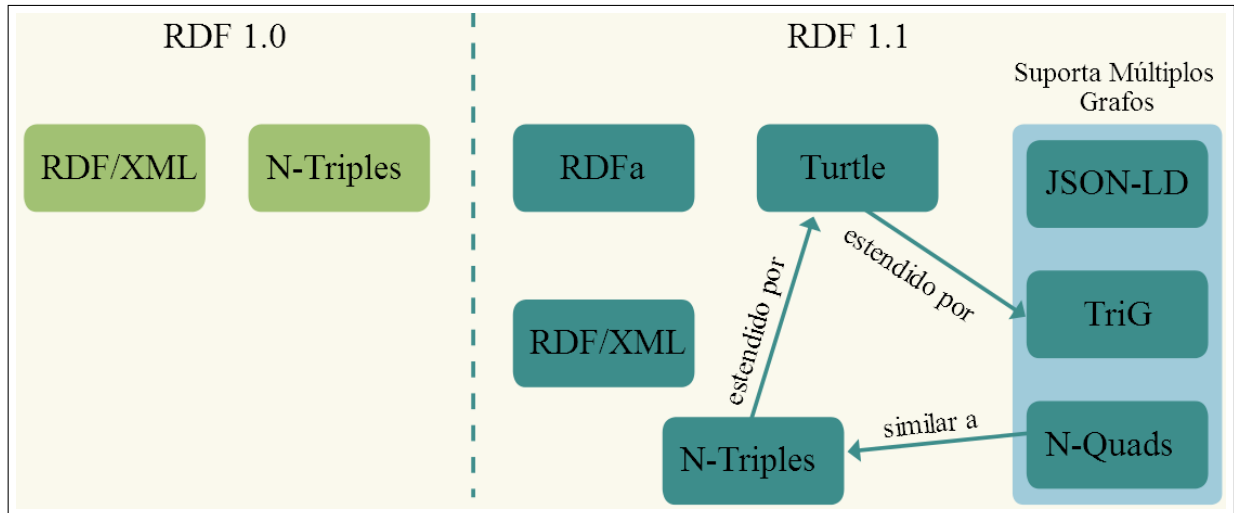 RDF 1.0
RDF 1.1
Suporta Múltiplos
Grafos
RDF/XML
N-Triples
RDFa
Turtle
JSON-LD
estendido por
estendido por
TriG
RDF/XML
similar a
N-Triples
N-Quads